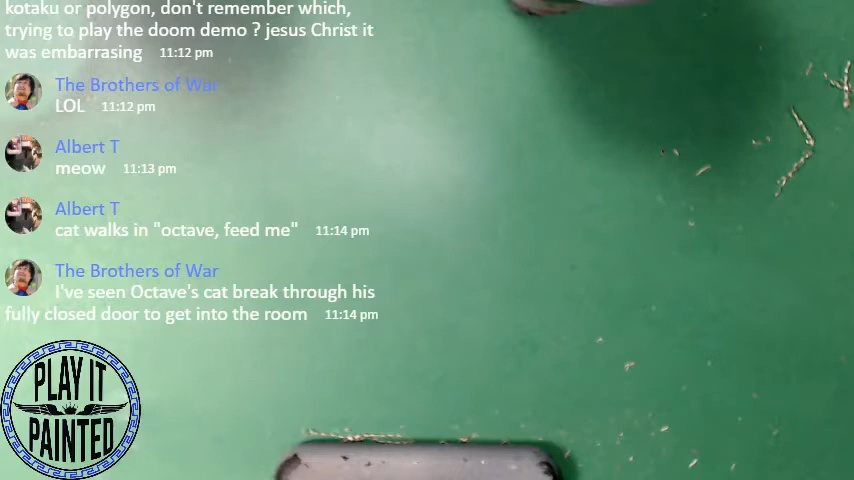 kotaku or polygon, don't remember which,
trying to play the doom demo ? jesus Christ it
was embarrasing 11:12 pm
The Brothers of War
LOL 11:12 pm
Albert T
meow 11:13 pm
Albert T
cat walks in "octave, feed me" 11:14 pm
The Brothers of War
I've seen Octave's cat break through his
fully closed door to get into the room 11:14 pm
PLAY IT
PAINTED